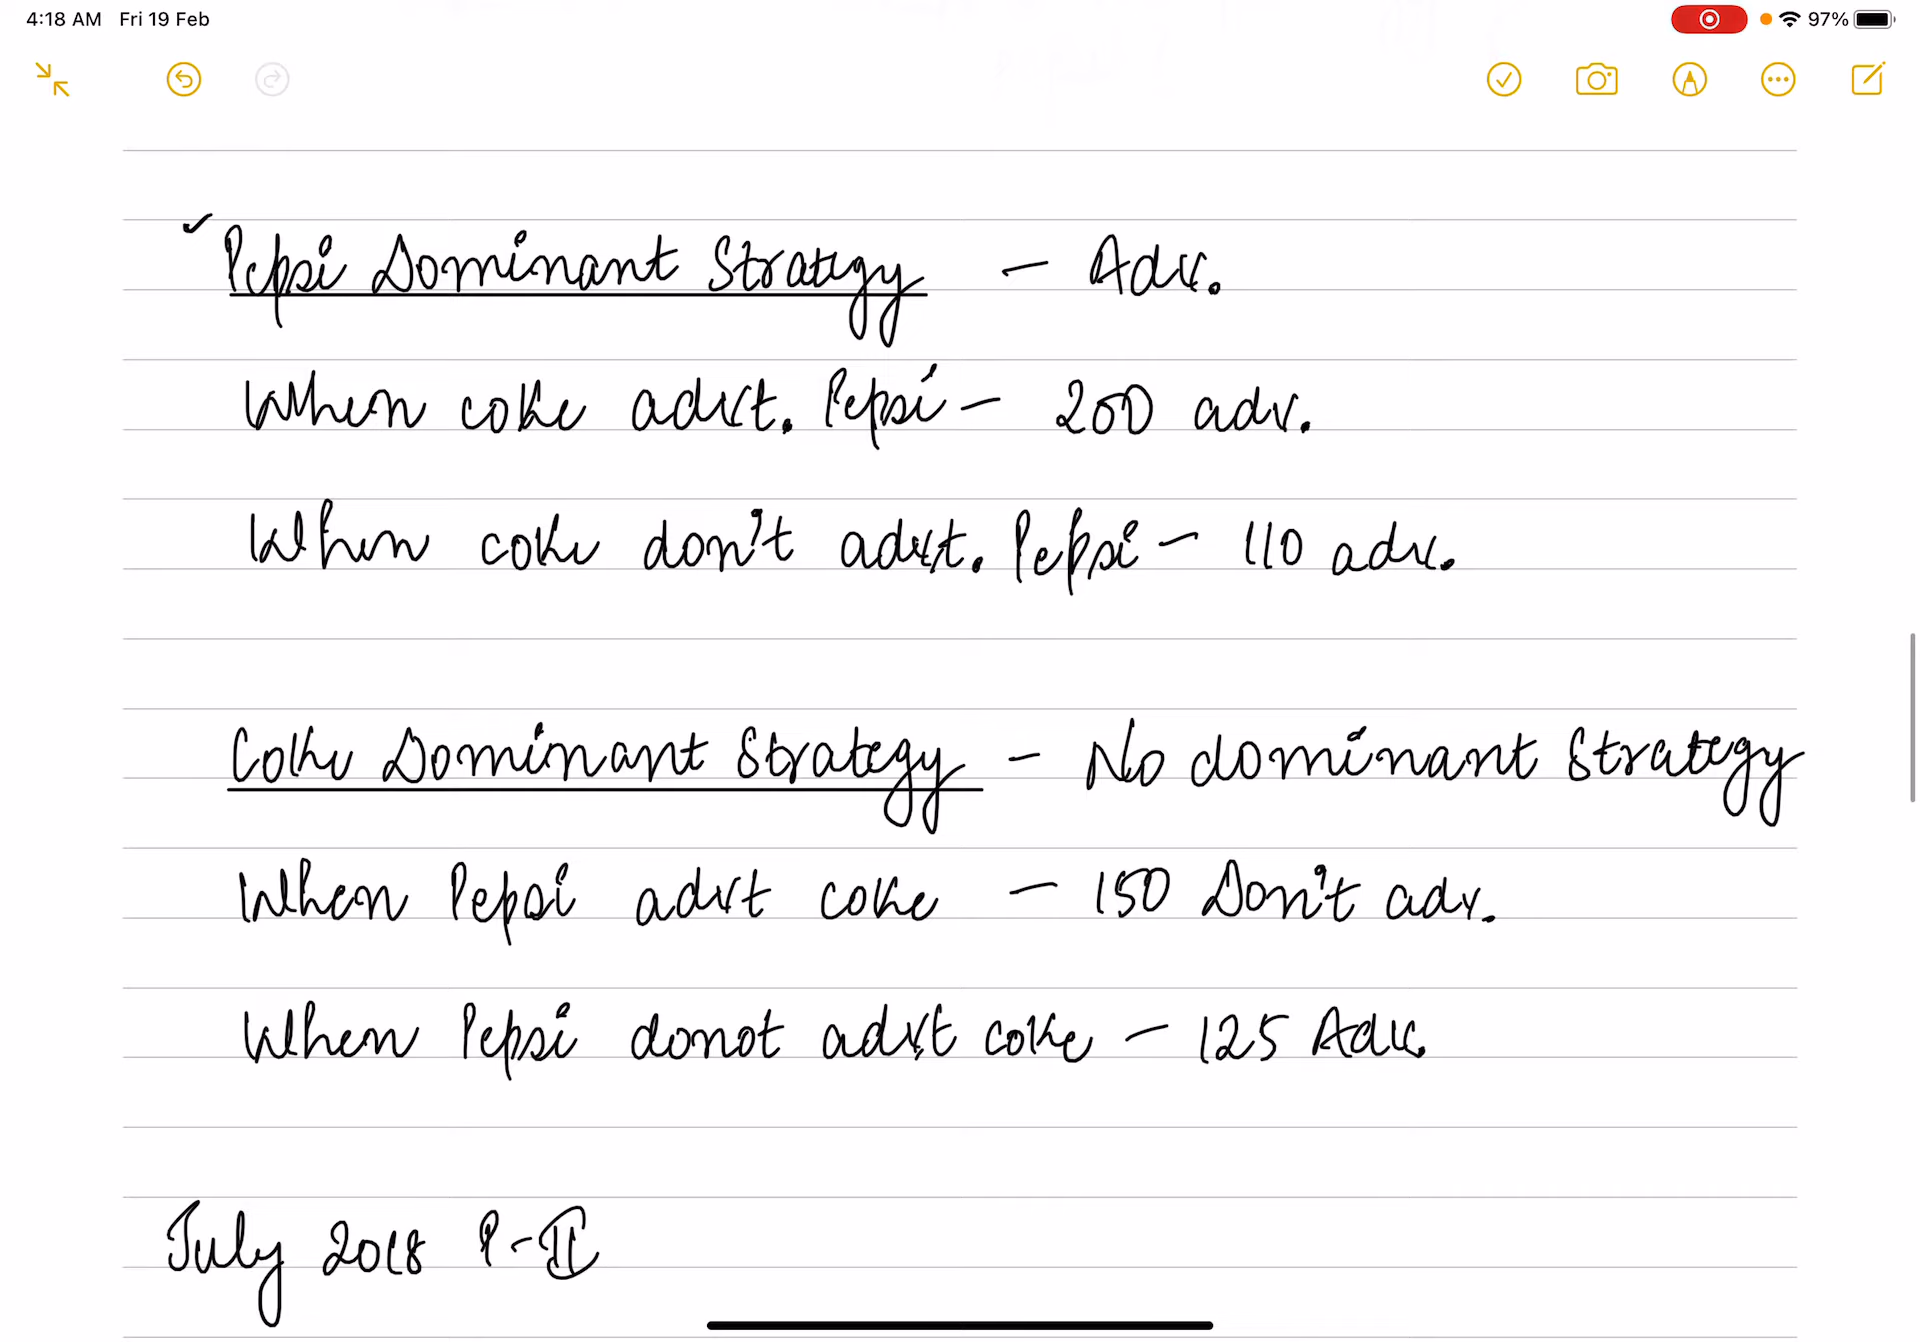 4:18 AM Fri 19 Feb
97%
Pepsi Dominant Strategy - Adv.
When coke advt. Pepsi - 200 adv.
When coke don't advt. Pepsi - 110 adv.
Coke Dominant Strategy - No dominant Strategy
When Pepsi advt coke - 150 Don't adv.
When Pepsi donot advt coke - 125 Adv.
July 2018 P-II